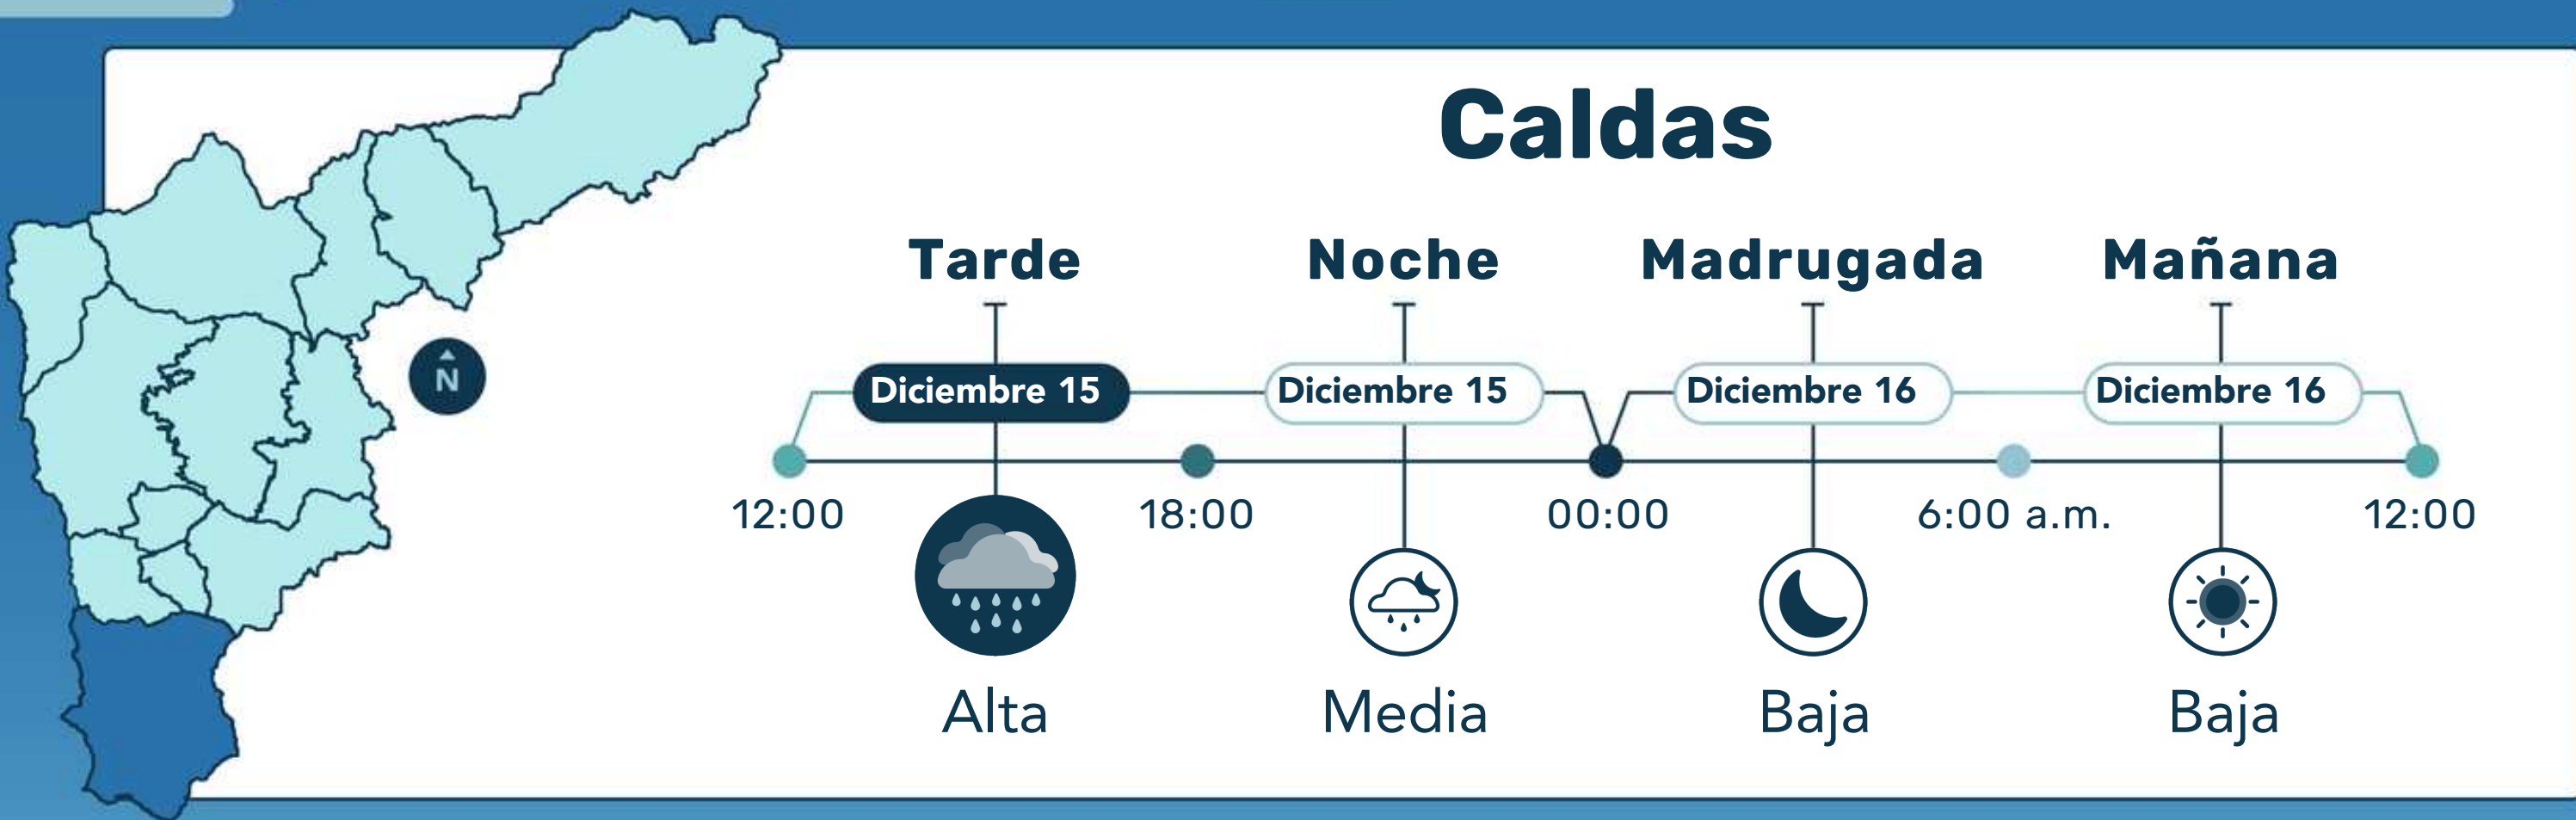 Caldas
Tarde Noche Madrugada Mañana
Diciembre 15 Diciembre 15 Diciembre 16 Diciembre 16
N
12:00 18:00 00:00 6:00 a.m. 12:00
Alta Media Baja Baja